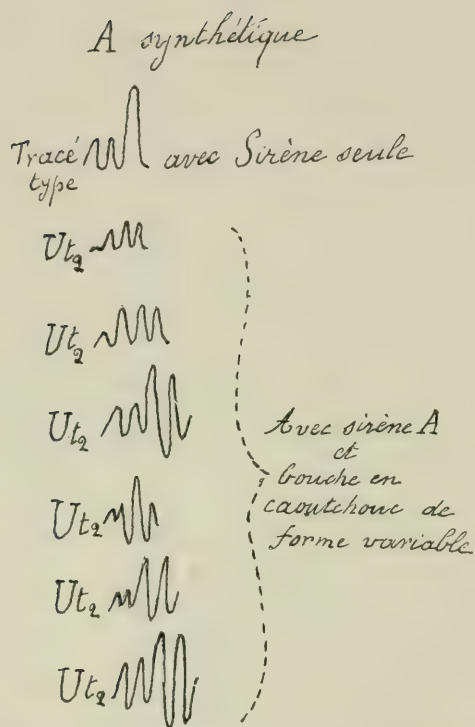 A synthétique
Tracé type avec Sirène seule
Ut₂
Ut₂
Ut₂
Ut₂
Ut₂
Ut₂
Avec sirène A
et
bouche en
caoutchouc de
forme variable